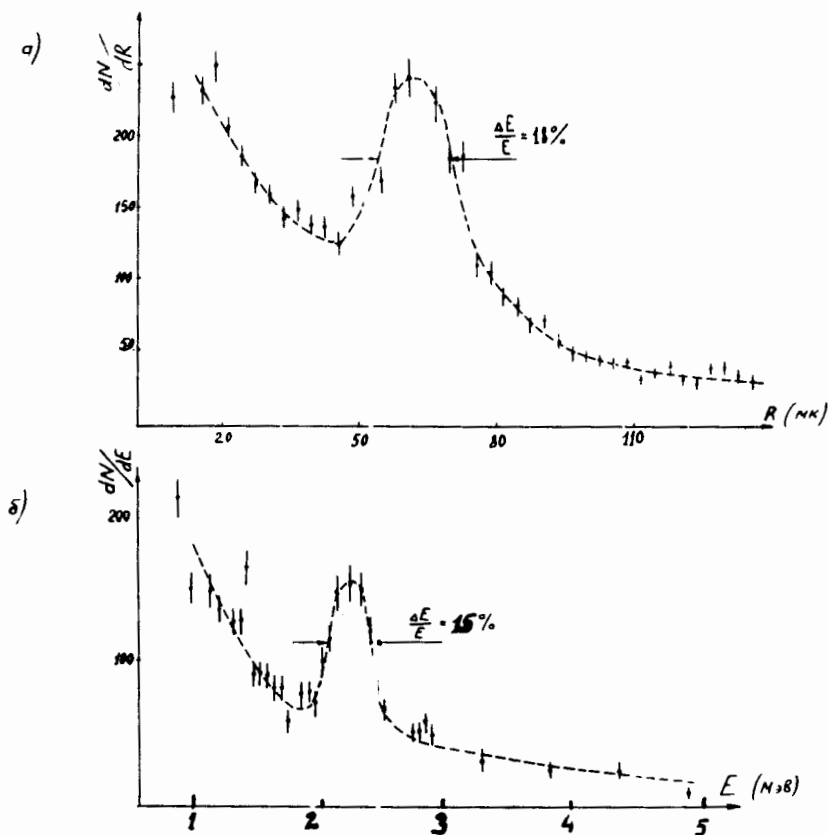 а)
dN/dR
200
150
100
50
ΔE/E = 11%
20 50 80 110
R (мк)
б)
dN/dE
200
100
ΔE/E = 15%
1 2 3 4 5
E (мэв)